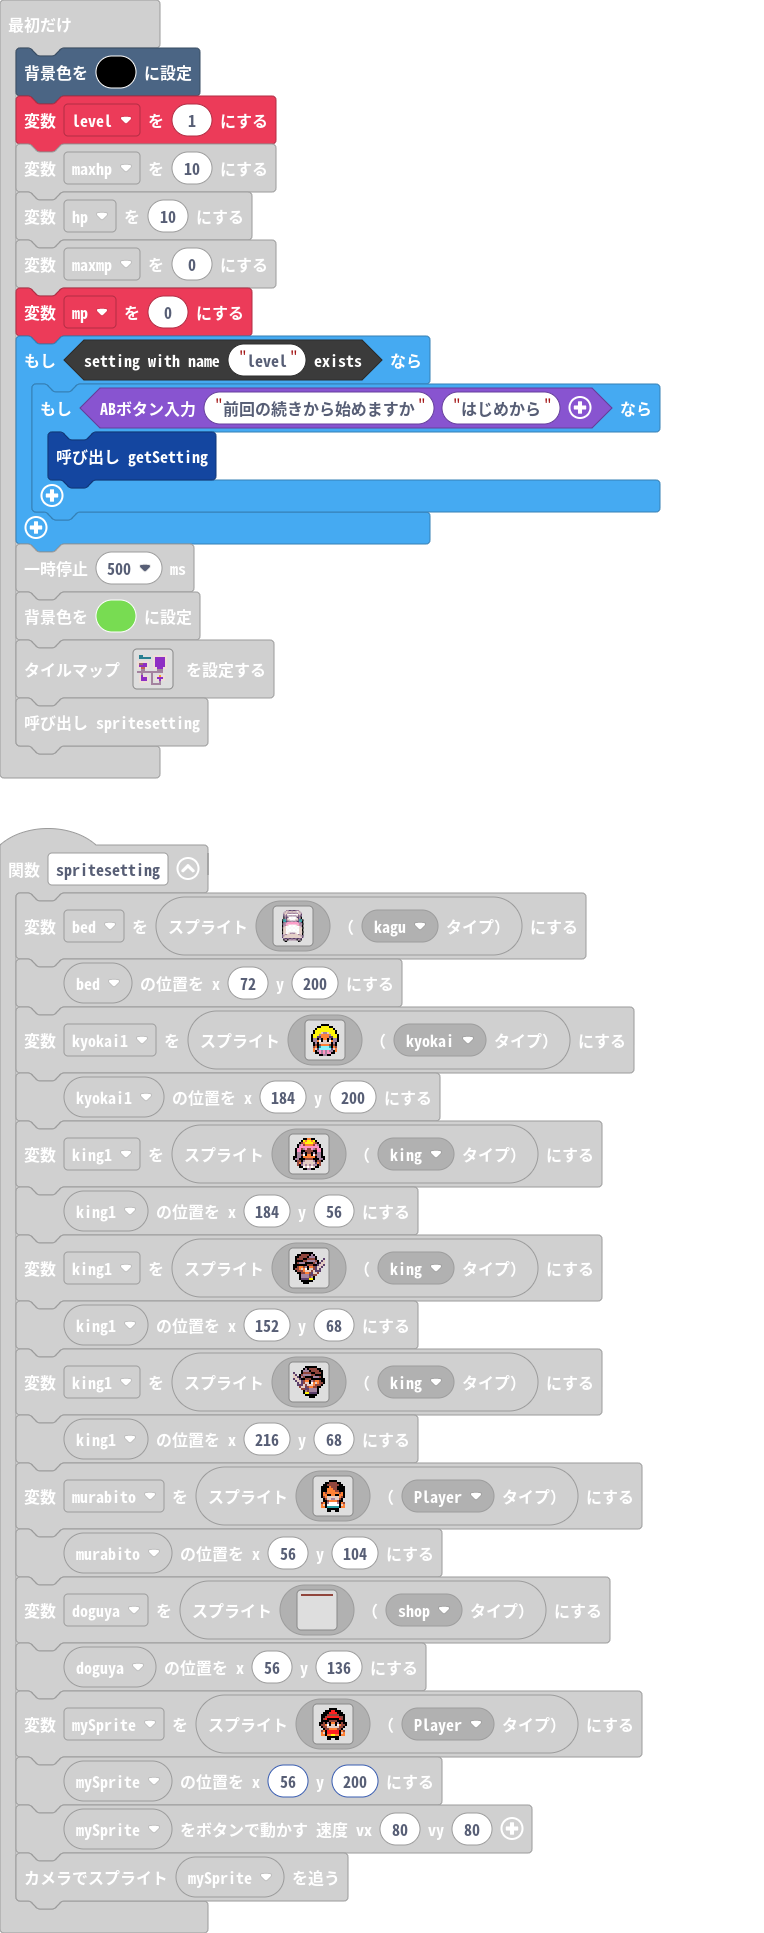 最初だけ
背景色を に設定
変数 level を 1 にする
変数 maxhp を 10 にする
変数 hp を 10 にする
変数 maxmp を 0 にする
変数 mp を 0 にする
もし setting with name "level" exists なら
もし ABボタン入力 "前回の続きから始めますか" "はじめから" なら
呼び出し getSetting
一時停止 500 ms
背景色を に設定
タイルマップ を設定する
呼び出し spritesetting
関数 spritesetting
変数 bed を スプライト ( kagu タイプ) にする
bed の位置を x 72 y 200 にする
変数 kyokai1 を スプライト ( kyokai タイプ) にする
kyokai1 の位置を x 184 y 200 にする
変数 king1 を スプライト ( king タイプ) にする
king1 の位置を x 184 y 56 にする
変数 king1 を スプライト ( king タイプ) にする
king1 の位置を x 152 y 68 にする
変数 king1 を スプライト ( king タイプ) にする
king1 の位置を x 216 y 68 にする
変数 murabito を スプライト ( Player タイプ) にする
murabito の位置を x 56 y 104 にする
変数 doguya を スプライト ( shop タイプ) にする
doguya の位置を x 56 y 136 にする
変数 mySprite を スプライト ( Player タイプ) にする
mySprite の位置を x 56 y 200 にする
mySprite をボタンで動かす 速度 vx 80 vy 80
カメラでスプライト mySprite を追う